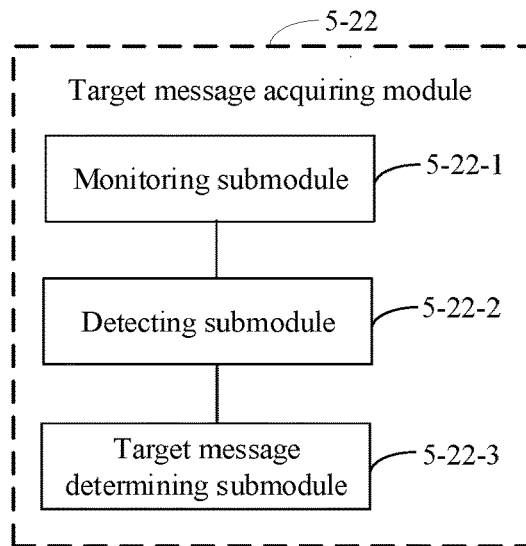 5-22
Target message acquiring module
Monitoring submodule
5-22-1
Detecting submodule
5-22-2
Target message
determining submodule
5-22-3